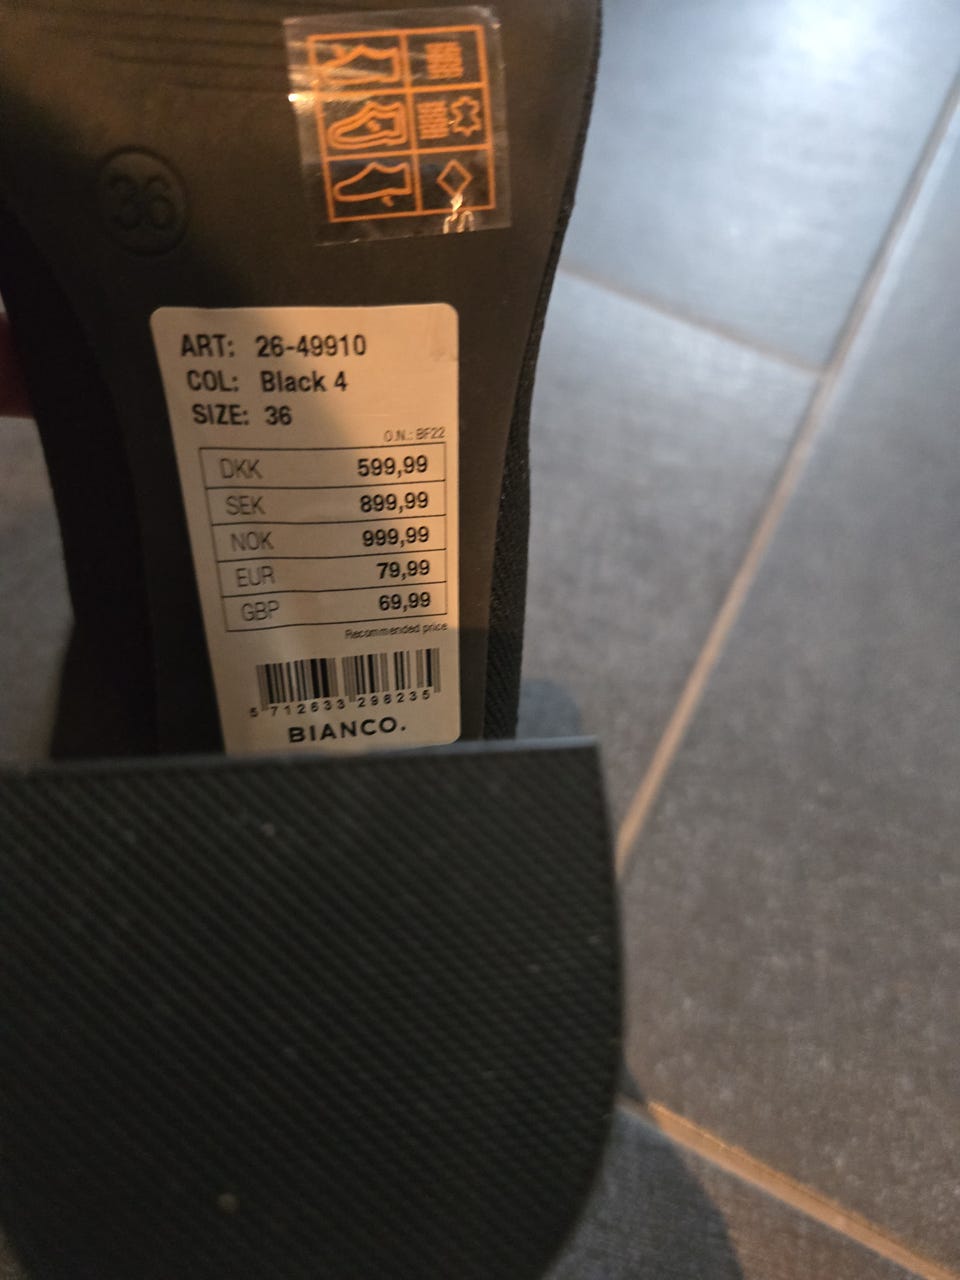 36
ART: 26-49910
COL: Black 4
SIZE: 36
O.N.: BF22
DKK 599,99
SEK 899,99
NOK 999,99
EUR 79,99
GBP 69,99
Recommended price
5 712633 298235
BIANCO.